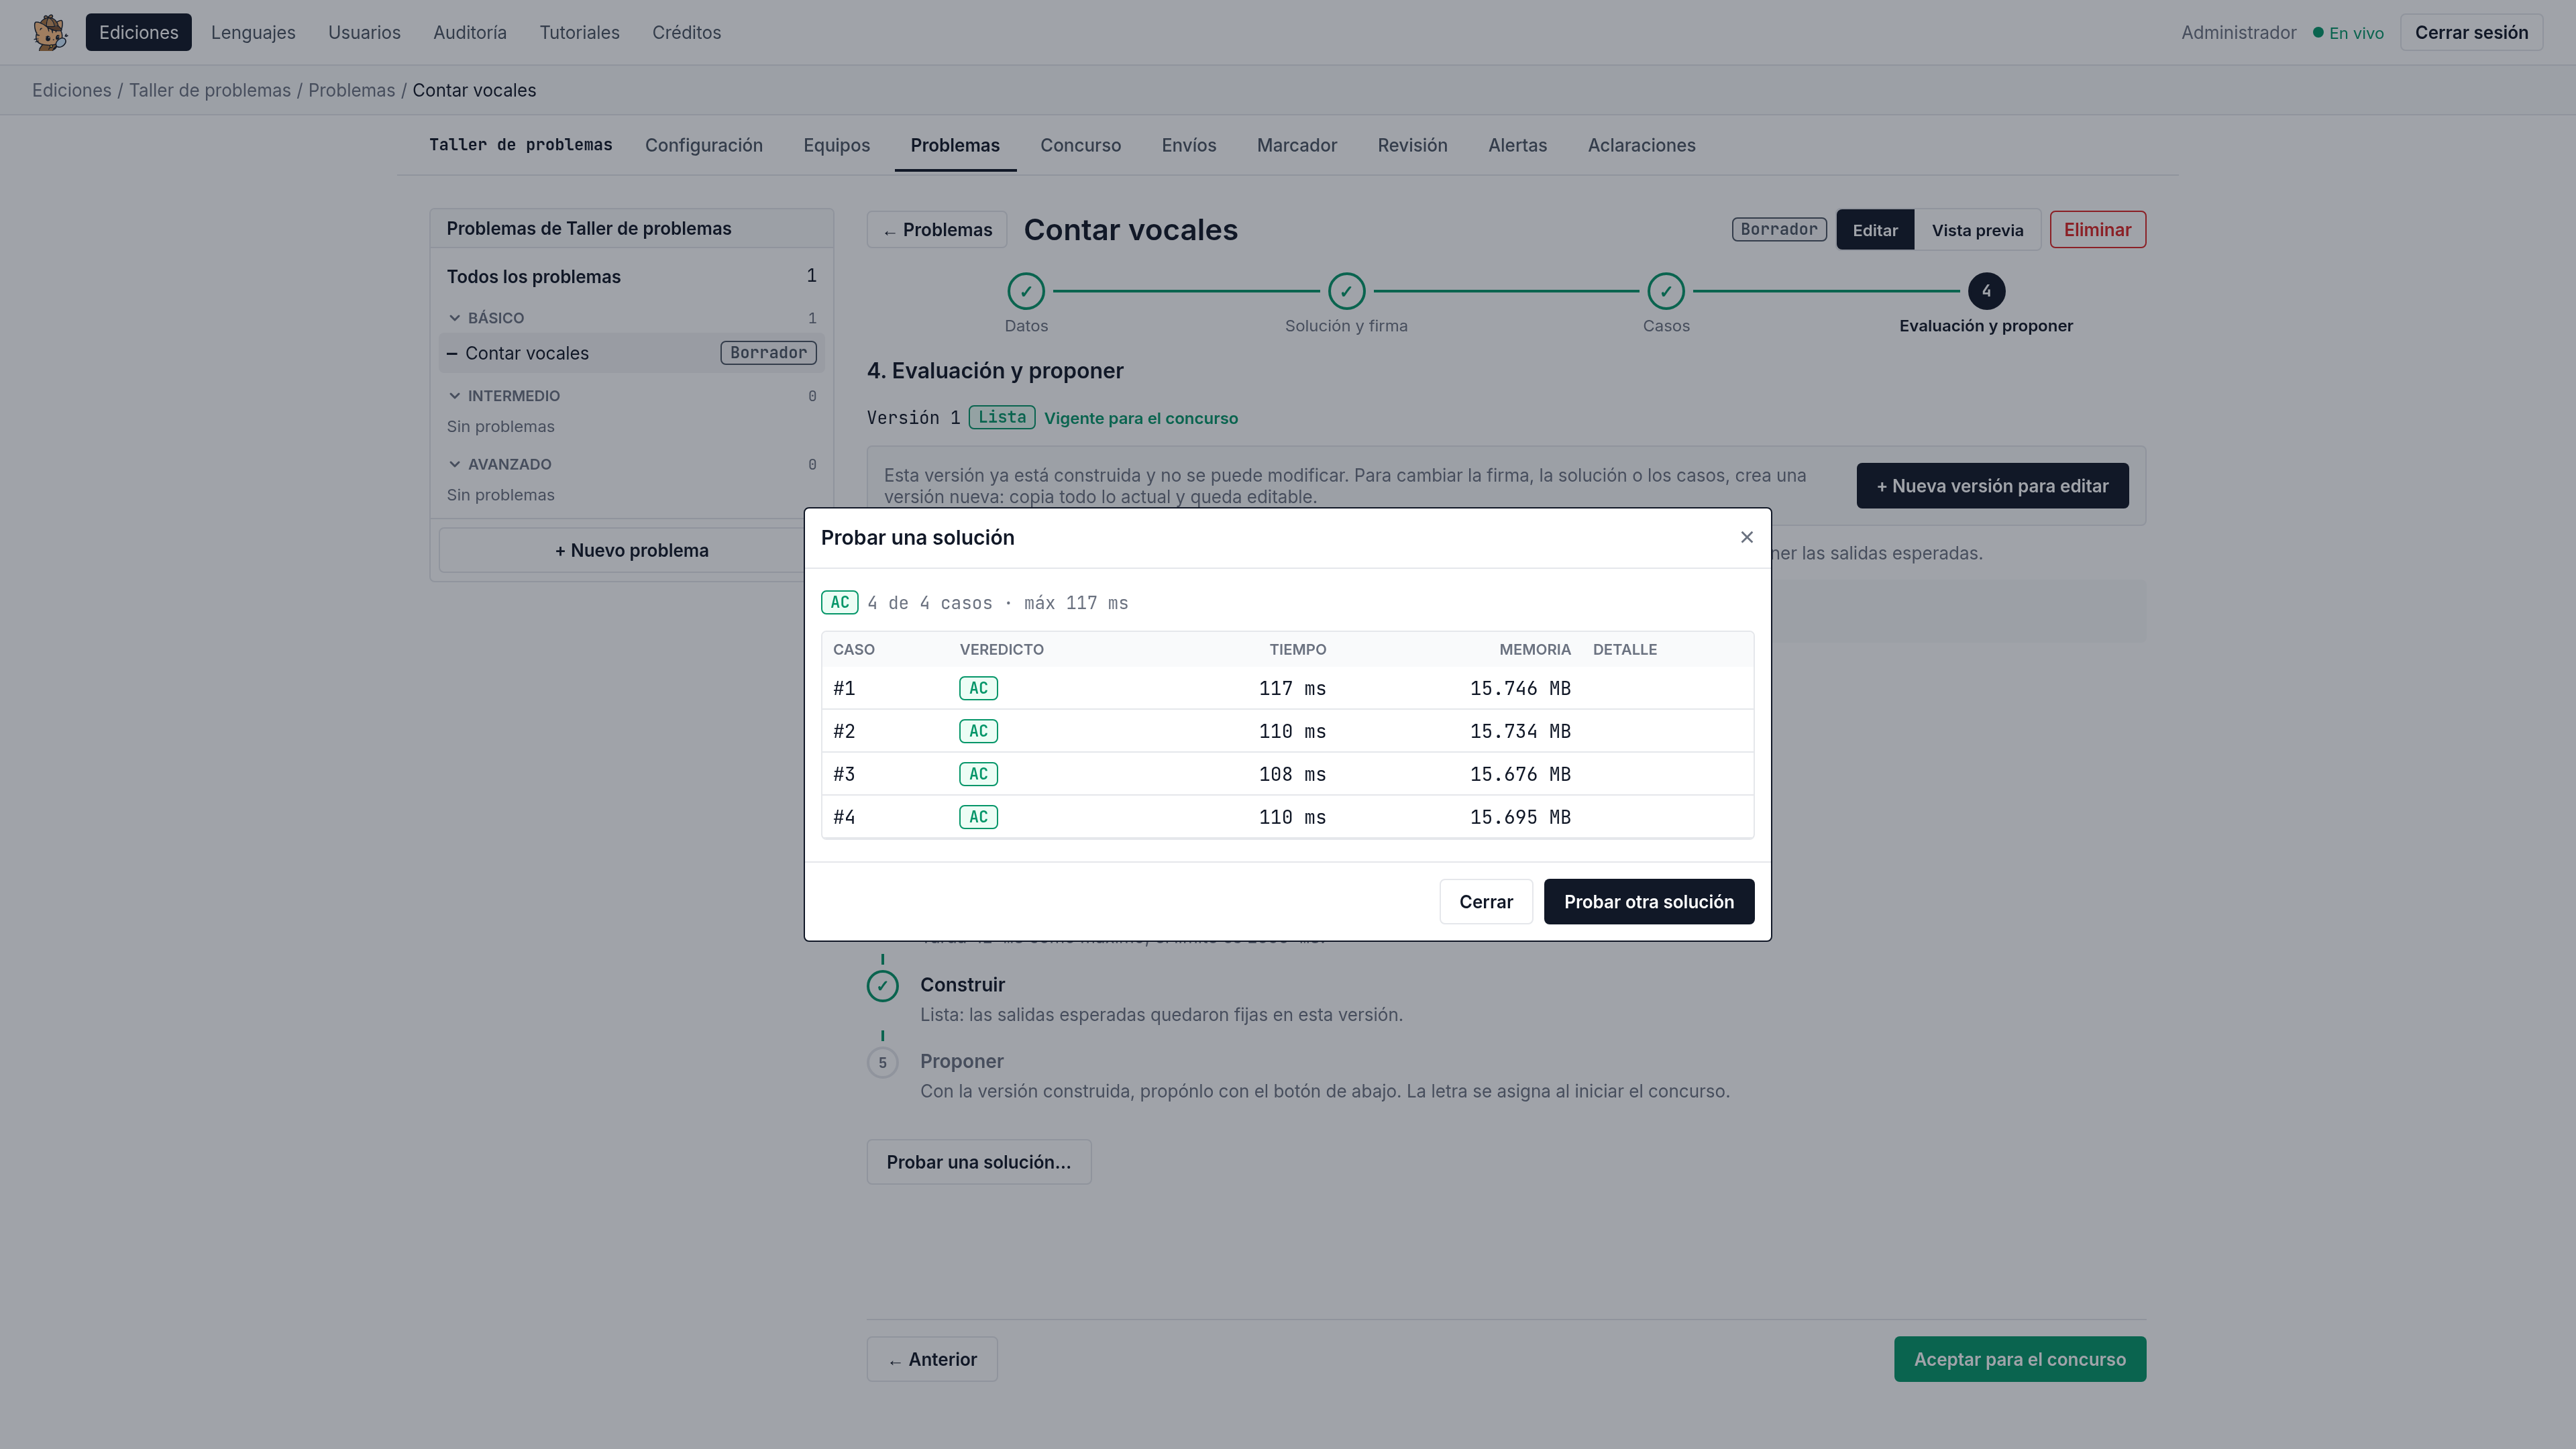 Ediciones Lenguajes Usuarios Auditoría Tutoriales Créditos Administrador En vivo Cerrar sesión
Ediciones / Taller de problemas / Problemas / Contar vocales
Taller de problemas Configuración Equipos Problemas Concurso Envíos Marcador Revisión Alertas Aclaraciones
Problemas de Taller de problemas
Todos los problemas 1
BÁSICO 1
– Contar vocales Borrador
INTERMEDIO 0
Sin problemas
AVANZADO 0
Sin problemas
+ Nuevo problema
← Problemas Contar vocales Borrador Editar Vista previa Eliminar
✓ ✓ ✓ 4
Datos Solución y firma Casos Evaluación y proponer
4. Evaluación y proponer
Versión 1 Lista Vigente para el concurso
Esta versión ya está construida y no se puede modificar. Para cambiar la firma, la solución o los casos, crea una
versión nueva: copia todo lo actual y queda editable.
+ Nueva versión para editar
las salidas esperadas.
Probar una solución ×
AC 4 de 4 casos · máx 117 ms
CASO VEREDICTO TIEMPO MEMORIA DETALLE
#1 AC 117 ms 15.746 MB
#2 AC 110 ms 15.734 MB
#3 AC 108 ms 15.676 MB
#4 AC 110 ms 15.695 MB
Cerrar Probar otra solución
✓ Construir
Lista: las salidas esperadas quedaron fijas en esta versión.
5 Proponer
Con la versión construida, propónlo con el botón de abajo. La letra se asigna al iniciar el concurso.
Probar una solución...
← Anterior Aceptar para el concurso